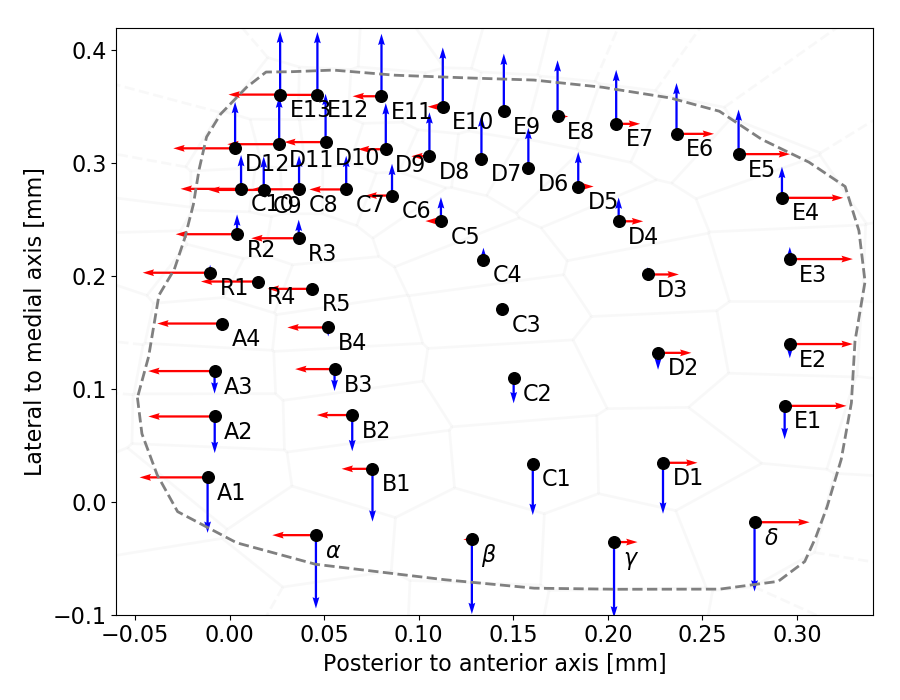 0.4
0.3
0.2
0.1
0.0
−0.1
Lateral to medial axis [mm]
E13
E12
E11
E10
E9
E8
E7
E6
E5
D12
D11
D10
D9
D8
D7
D6
D5
E4
C10
C9
C8
C7
C6
C5
D4
R2
R3
C4
E3
R1
R4
R5
D3
C3
A4
B4
D2
E2
A3
B3
C2
A2
B2
E1
A1
B1
C1
D1
α
β
γ
δ
−0.05
0.00
0.05
0.10
0.15
0.20
0.25
0.30
Posterior to anterior axis [mm]